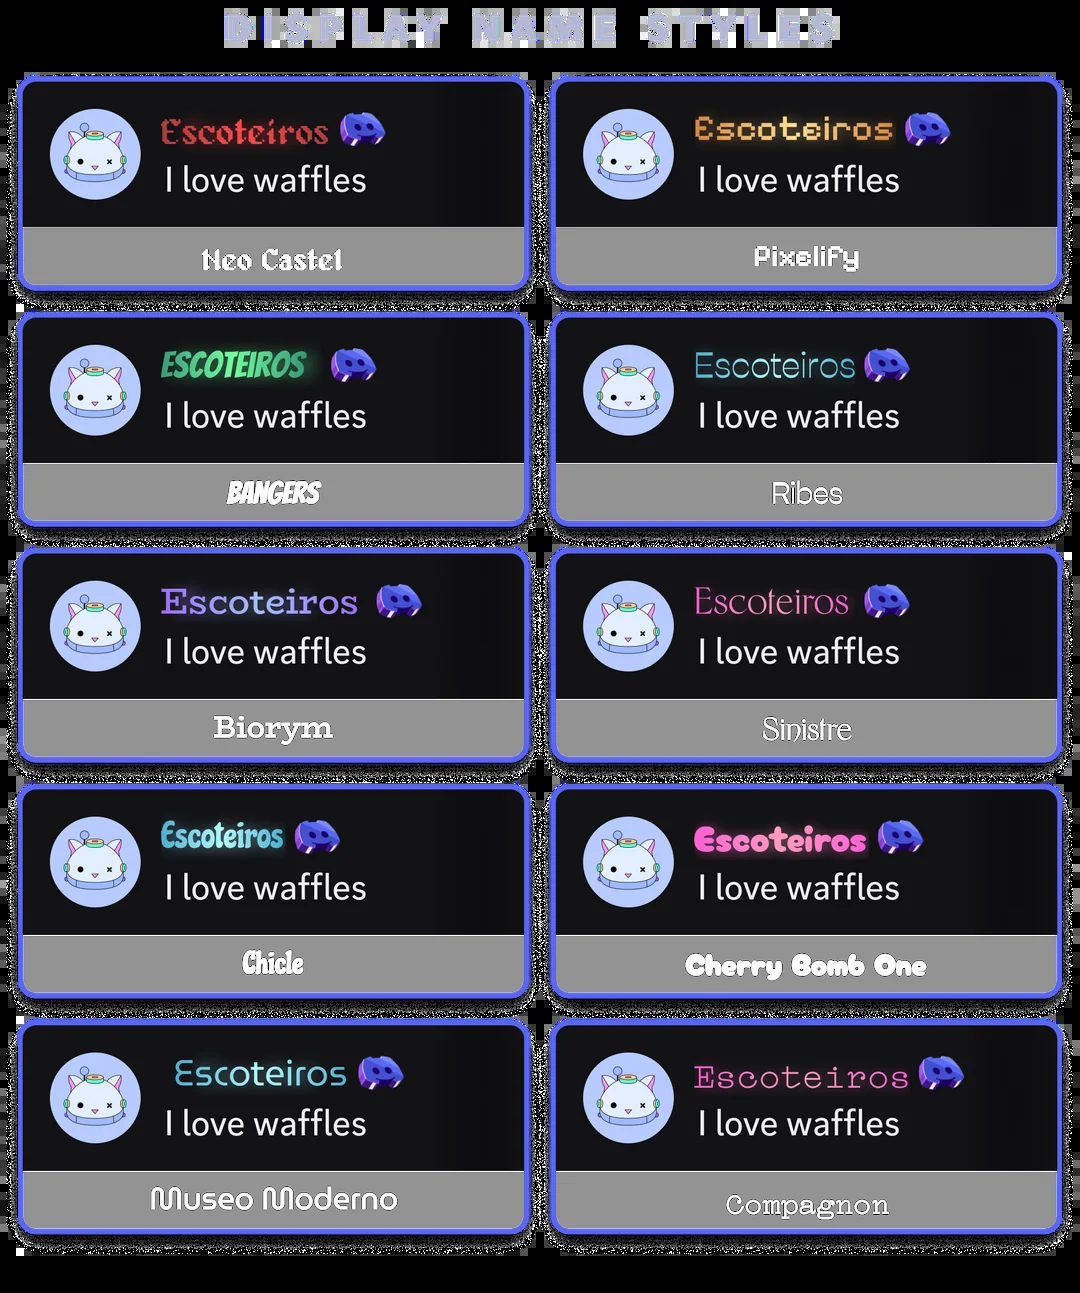 DISPLAY NAME STYLES
Escoteiros
I love waffles
Neo Castel
Escoteiros
I love waffles
Pixelify
ESCOTEIROS
I love waffles
BANGERS
Escoteiros
I love waffles
Ribes
Escoteiros
I love waffles
Biorym
Escoteiros
I love waffles
Sinistre
Escoteiros
I love waffles
Chicle
Escoteiros
I love waffles
Cherry Bomb One
Escoteiros
I love waffles
Museo Moderno
Escoteiros
I love waffles
Compagnon